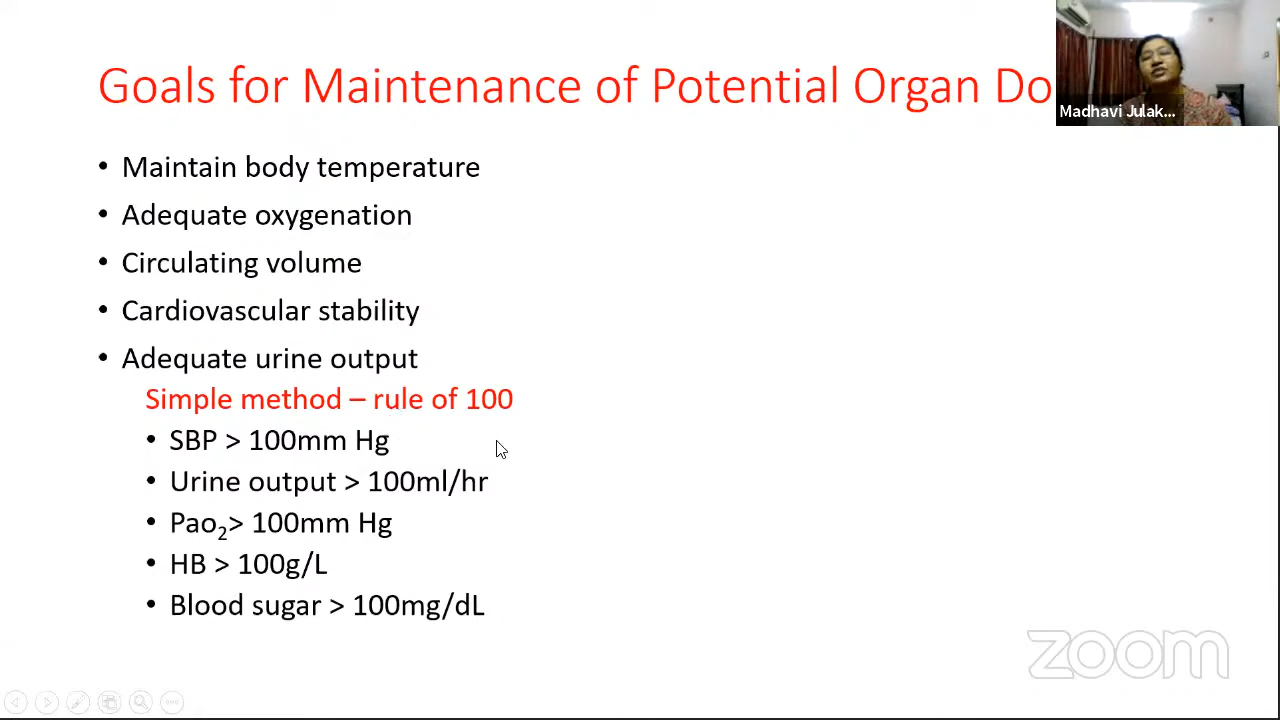 Goals for Maintenance of Potential Organ Do
Madhavi Julak...
• Maintain body temperature
• Adequate oxygenation
• Circulating volume
• Cardiovascular stability
• Adequate urine output
Simple method – rule of 100
• SBP > 100mm Hg
• Urine output > 100ml/hr
• Pao₂> 100mm Hg
• HB > 100g/L
• Blood sugar > 100mg/dL
zoom